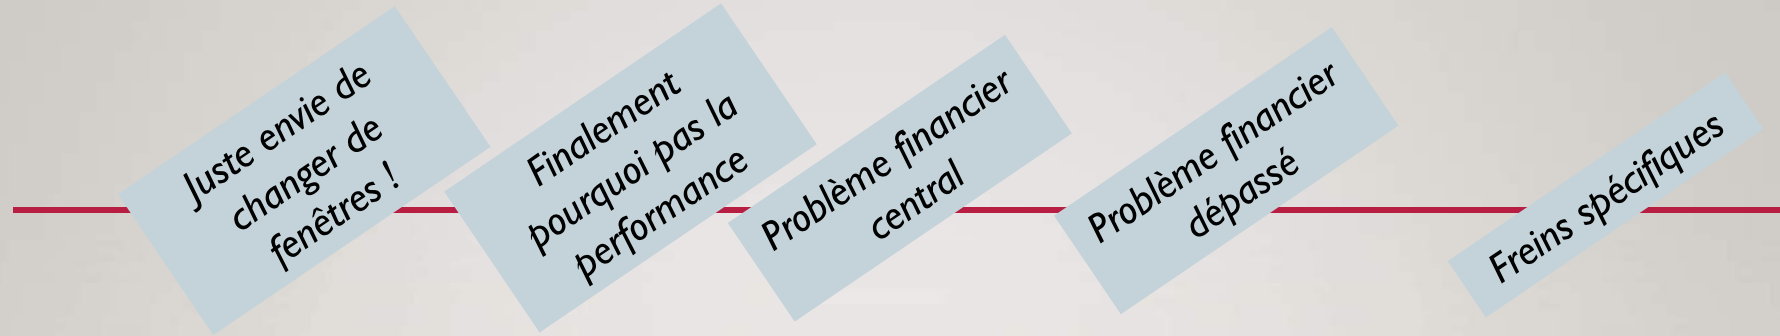 Juste envie de
changer de
fenêtres !
Finalement
pourquoi pas la
performance
Problème financier
central
Problème financier
dépassé
Freins spécifiques